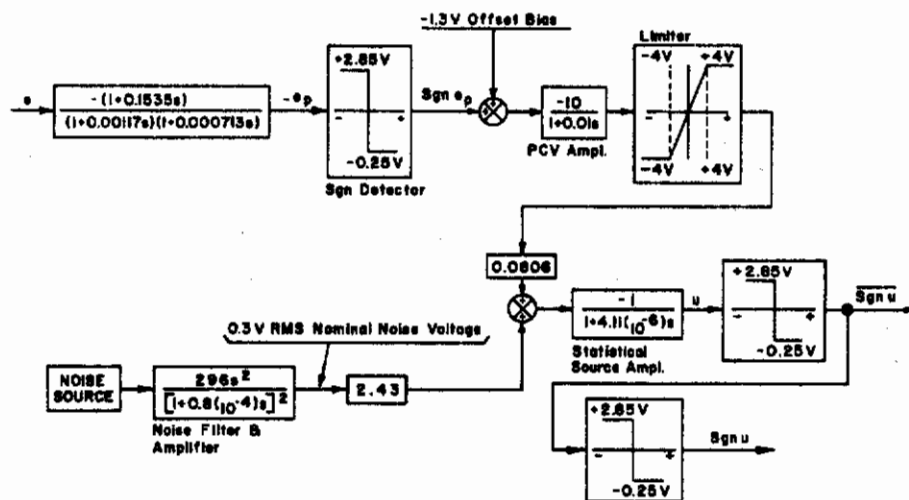 -1.3V Offset Bias
Limiter
+2.85V
-4V +4V
e
-(1+0.1535s)
(1+0.00117s)(1+0.000713s)
-ep
- +
-0.25V
Sgn Detector
Sgn ep
+
+
-10
1+0.01s
PCV Ampl.
- +
-4V +4V
0.0606
+
+
0.3V RMS Nominal Noise Voltage
-1
1+4.11(10-6)s
Statistical
Source Ampl.
u
+2.85V
- +
-0.25V
Sgn u
NOISE
SOURCE
296s2
[1+0.8(10-4)s]2
Noise Filter &
Amplifier
2.43
+2.85V
- +
-0.25V
Sgn u